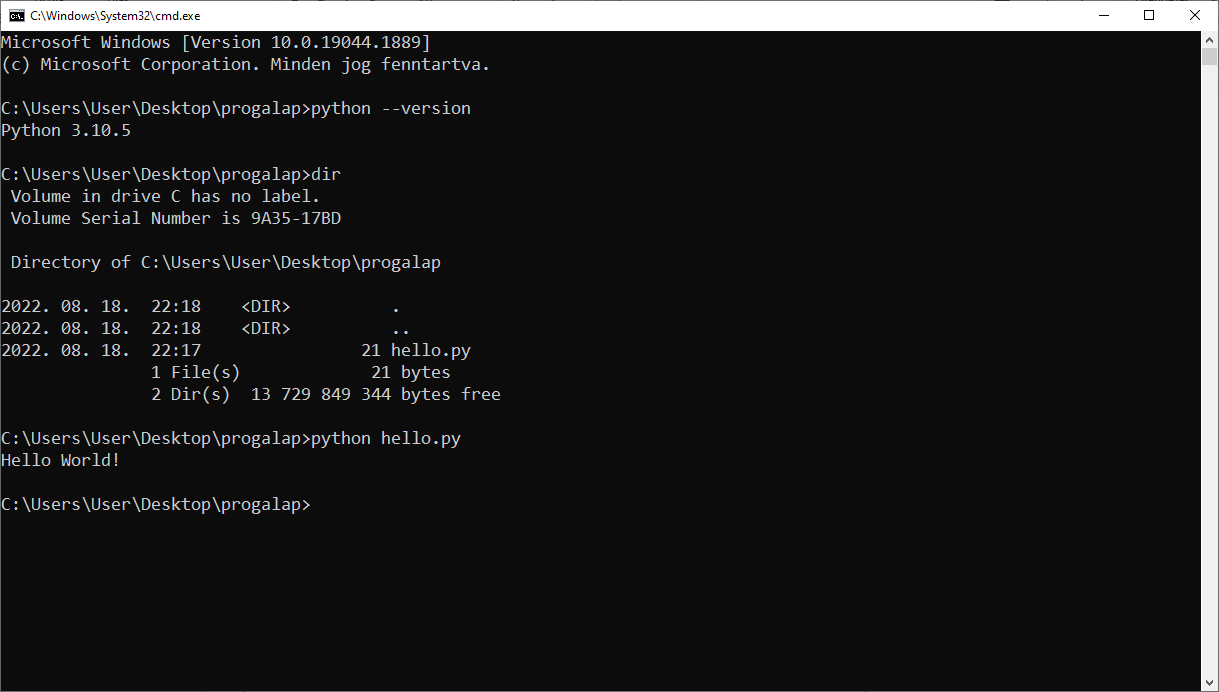 C:\Windows\System32\cmd.exe
Microsoft Windows [Version 10.0.19044.1889]
(c) Microsoft Corporation. Minden jog fenntartva.
C:\Users\User\Desktop\progalap>python --version
Python 3.10.5
C:\Users\User\Desktop\progalap>dir
 Volume in drive C has no label.
 Volume Serial Number is 9A35-17BD
 Directory of C:\Users\User\Desktop\progalap
2022. 08. 18.  22:18    <DIR>          .
2022. 08. 18.  22:18    <DIR>          ..
2022. 08. 18.  22:17                21 hello.py
               1 File(s)             21 bytes
               2 Dir(s)  13 729 849 344 bytes free
C:\Users\User\Desktop\progalap>python hello.py
Hello World!
C:\Users\User\Desktop\progalap>